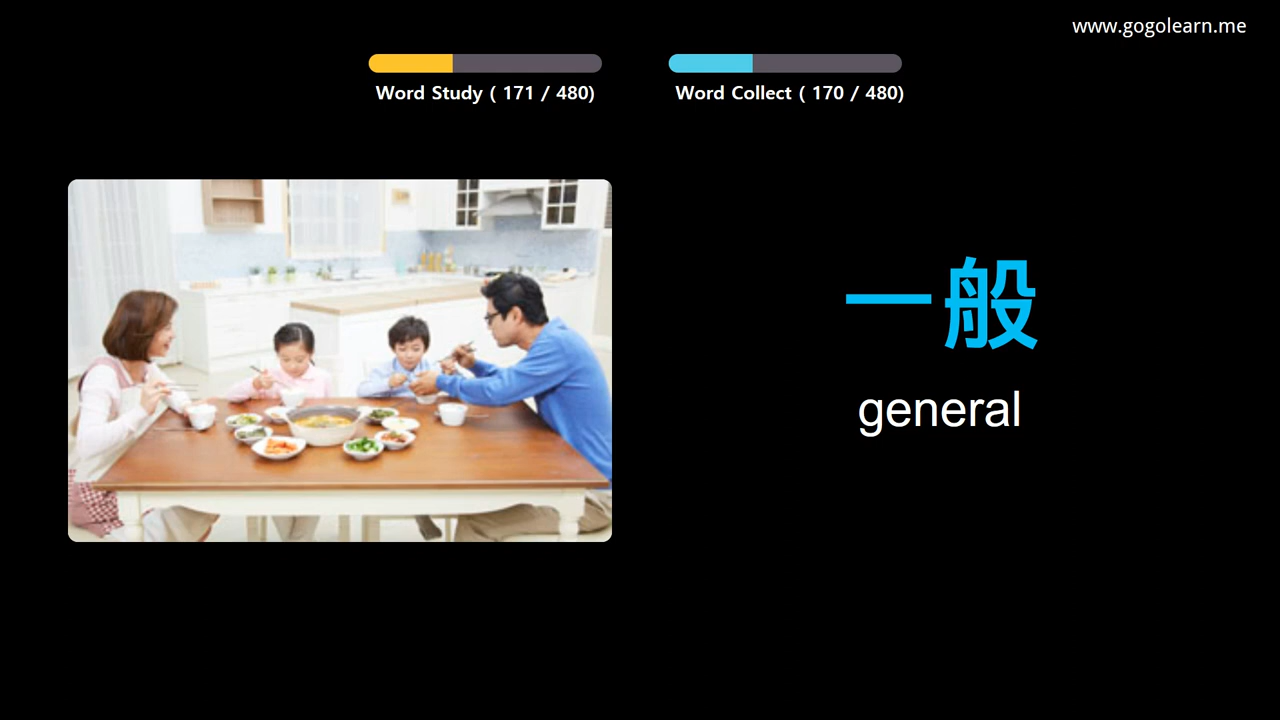 www.gogolearn.me
Word Study ( 171 / 480)
Word Collect ( 170 / 480)
一般
general